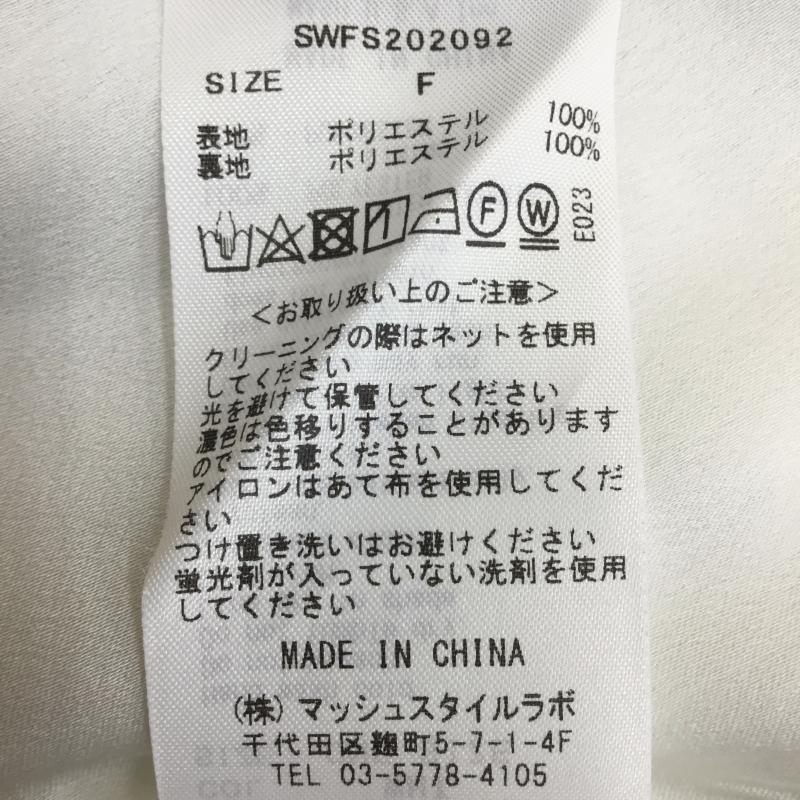 SWFS202092
SIZE F
表地 ポリエステル 100%
裏地 ポリエステル 100%
F W E023
<お取り扱い上のご注意>
クリーニングの際はネットを使用
してください
光を避けて保管してください
濃色は色移りすることがあります
のでご注意ください
アイロンはあて布を使用してくだ
さい
つけ置き洗いはお避けください
蛍光剤が入っていない洗剤を使用
してください
MADE IN CHINA
(株)マッシュスタイルラボ
千代田区麹町5-7-1-4F
TEL 03-5778-4105